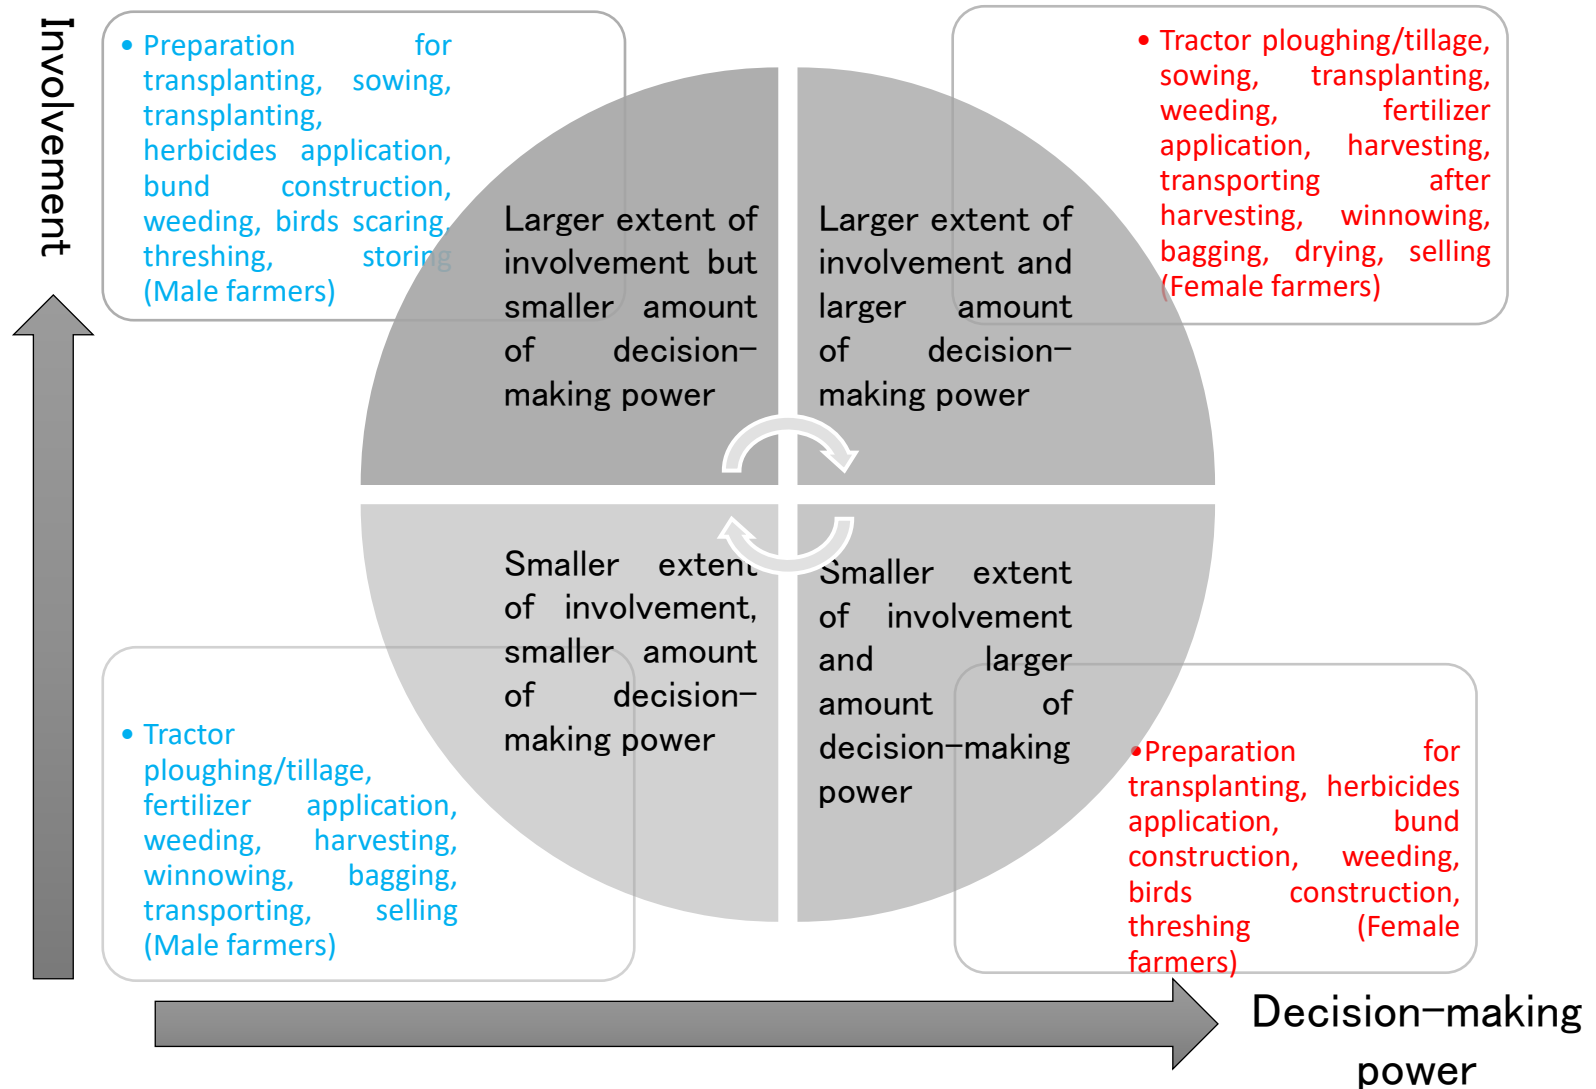 Involvement
• Preparation for
transplanting, sowing,
transplanting,
herbicides application,
bund construction,
weeding, birds scaring,
threshing, storing
(Male farmers)
• Tractor ploughing/tillage,
sowing, transplanting,
weeding, fertilizer
application, harvesting,
transporting after
harvesting, winnowing,
bagging, drying, selling
(Female farmers)
Larger extent of
involvement but
smaller amount
of decision-
making power
Larger extent of
involvement and
larger amount
of decision-
making power
Smaller extent
of involvement,
smaller amount
of decision-
making power
Smaller extent
of involvement
and larger
amount of
decision-making
power
• Tractor
ploughing/tillage,
fertilizer application,
weeding, harvesting,
winnowing, bagging,
transporting, selling
(Male farmers)
•Preparation for
transplanting, herbicides
application, bund
construction, weeding,
birds construction,
threshing (Female
farmers)
Decision-making
power